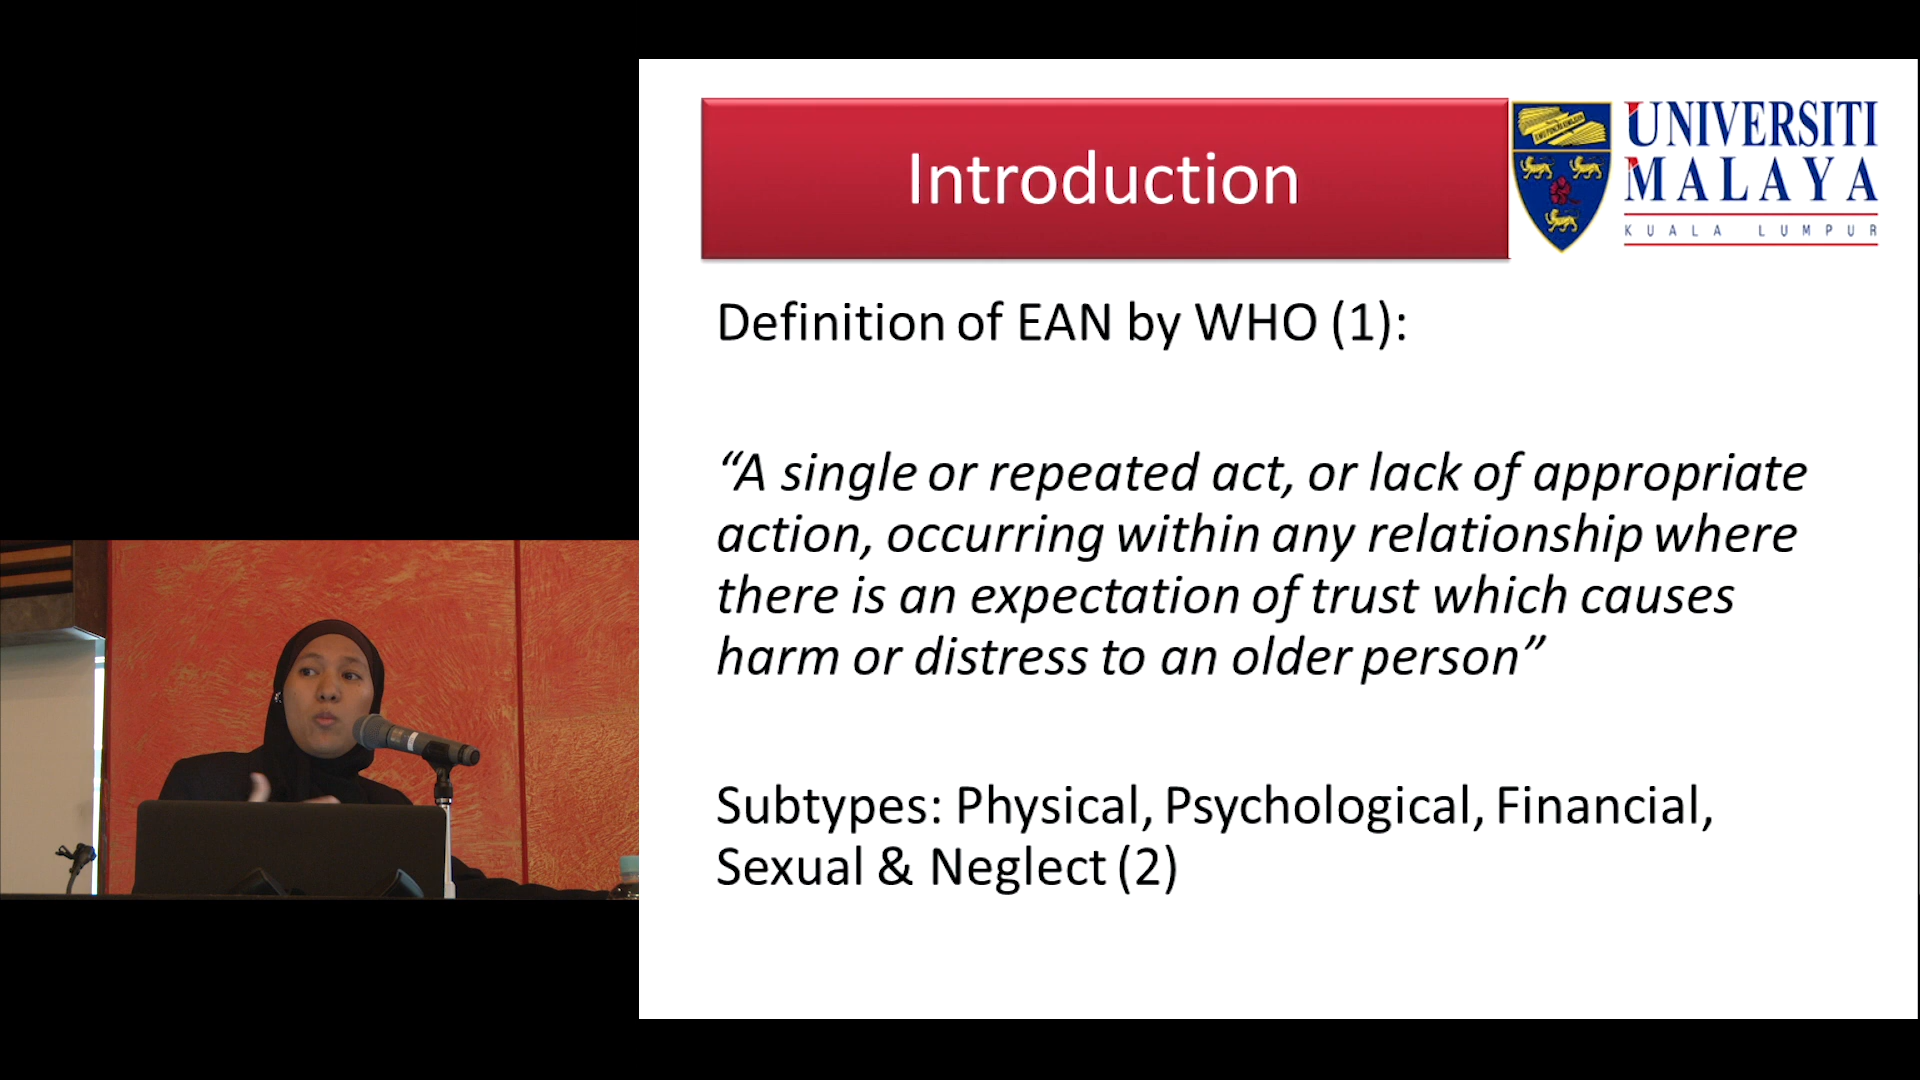 Introduction
UNIVERSITI
MALAYA
KUALA LUMPUR
Definition of EAN by WHO (1):
“A single or repeated act, or lack of appropriate
action, occurring within any relationship where
there is an expectation of trust which causes
harm or distress to an older person”
Subtypes: Physical, Psychological, Financial,
Sexual & Neglect (2)